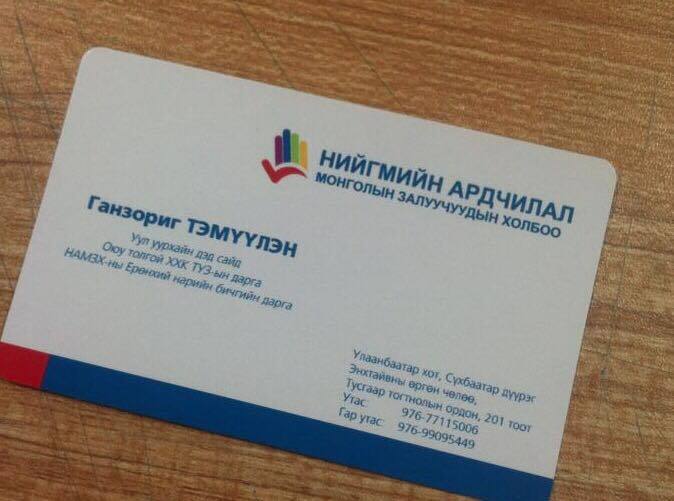 НИЙГМИЙН АРДЧИЛАЛ
МОНГОЛЫН ЗАЛУУЧУУДЫН ХОЛБОО
Ганзориг ТЭМҮҮЛЭН
Уул уурхайн дэд сайд
Оюу толгой ХХК ТУЗ-ын дарга
НАМЗХ-ны Ерөнхий нарийн бичгийн дарга
Улаанбаатар хот, Сүхбаатар дүүрэг
Энхтайвны өргөн чөлөө,
Тусгаар тогтнолын ордон, 201 тоот
Утас: 976-77115006
Гар утас: 976-99095449